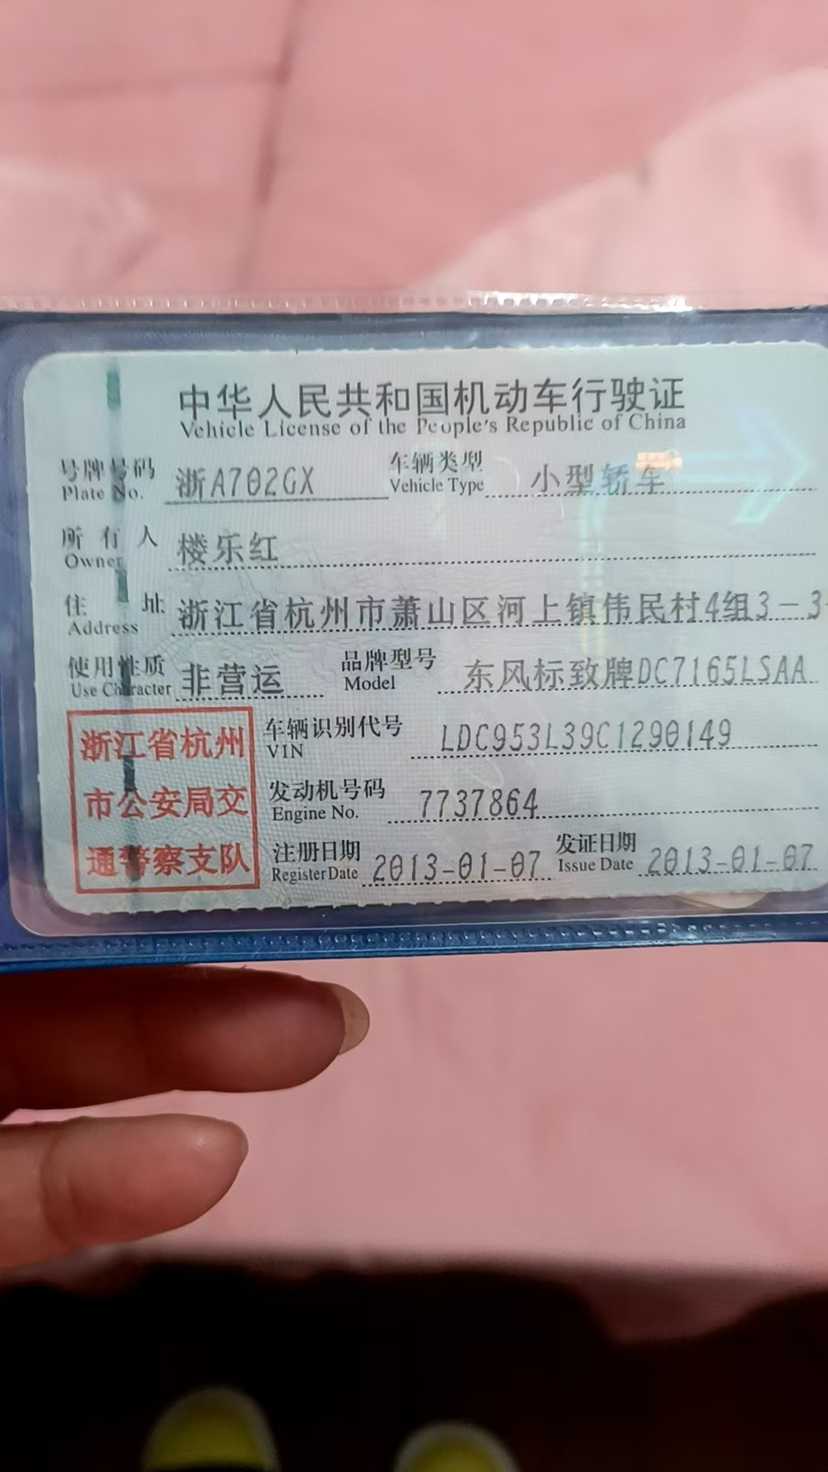 中华人民共和国机动车行驶证
Vehicle License of the People's Republic of China
号牌号码 浙A702GX 车辆类型 小型轿车
Plate No. Vehicle Type
所有人 楼乐红
Owner
住址 浙江省杭州市萧山区河上镇伟民村4组3-3
Address
使用性质 非营运 品牌型号 东风标致牌DC7165LSAA
Use Character Model
浙江省杭州 车辆识别代号 LDC953L39C1290149
VIN
市公安局交 发动机号码 7737864
Engine No.
通警察支队 注册日期 2013-01-07 发证日期 2013-01-07
Register Date Issue Date